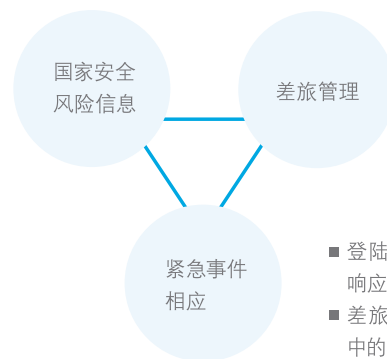 国家安全
风险信息
差旅管理
紧急事件
相应
■ 登陆
响应
■ 差旅
中的